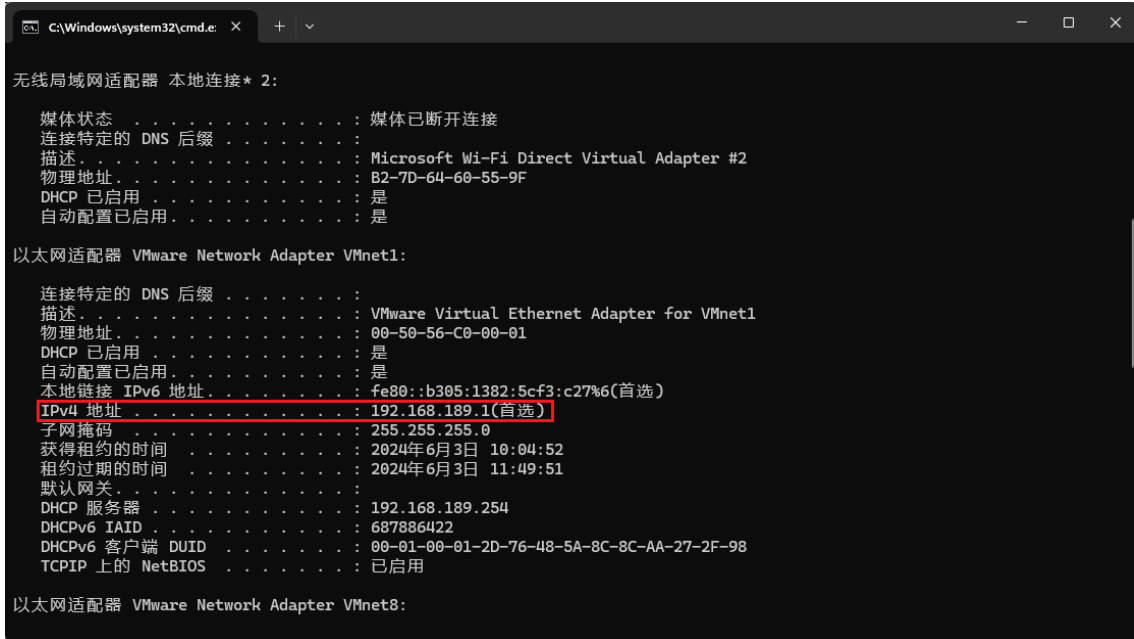 C:\Windows\system32\cmd.e:
无线局域网适配器 本地连接* 2:
媒体状态 . . . . . . . . . . . . : 媒体已断开连接
连接特定的 DNS 后缀 . . . . . . . :
描述. . . . . . . . . . . . . . . : Microsoft Wi-Fi Direct Virtual Adapter #2
物理地址. . . . . . . . . . . . . : B2-7D-64-60-55-9F
DHCP 已启用 . . . . . . . . . . . : 是
自动配置已启用. . . . . . . . . . : 是
以太网适配器 VMware Network Adapter VMnet1:
连接特定的 DNS 后缀 . . . . . . . :
描述. . . . . . . . . . . . . . . : VMware Virtual Ethernet Adapter for VMnet1
物理地址. . . . . . . . . . . . . : 00-50-56-C0-00-01
DHCP 已启用 . . . . . . . . . . . : 是
自动配置已启用. . . . . . . . . . : 是
本地链接 IPv6 地址. . . . . . . . : fe80::b305:1382:5cf3:c27%6(首选)
IPv4 地址 . . . . . . . . . . . . : 192.168.189.1(首选)
子网掩码 . . . . . . . . . . . . : 255.255.255.0
获得租约的时间 . . . . . . . . . : 2024年6月3日 10:04:52
租约过期的时间 . . . . . . . . . : 2024年6月3日 11:49:51
默认网关. . . . . . . . . . . . . :
DHCP 服务器 . . . . . . . . . . . : 192.168.189.254
DHCPv6 IAID . . . . . . . . . . . : 687886422
DHCPv6 客户端 DUID . . . . . . . : 00-01-00-01-2D-76-48-5A-8C-8C-AA-27-2F-98
TCPIP 上的 NetBIOS . . . . . . . : 已启用
以太网适配器 VMware Network Adapter VMnet8: